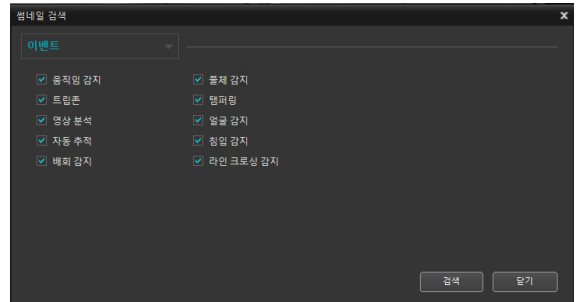 썸네일 검색
이벤트
움직임 감지
물체 감지
트립존
탬퍼링
영상 분석
얼굴 감지
자동 추적
침입 감지
배회 감지
라인 크로싱 감지
검색
닫기